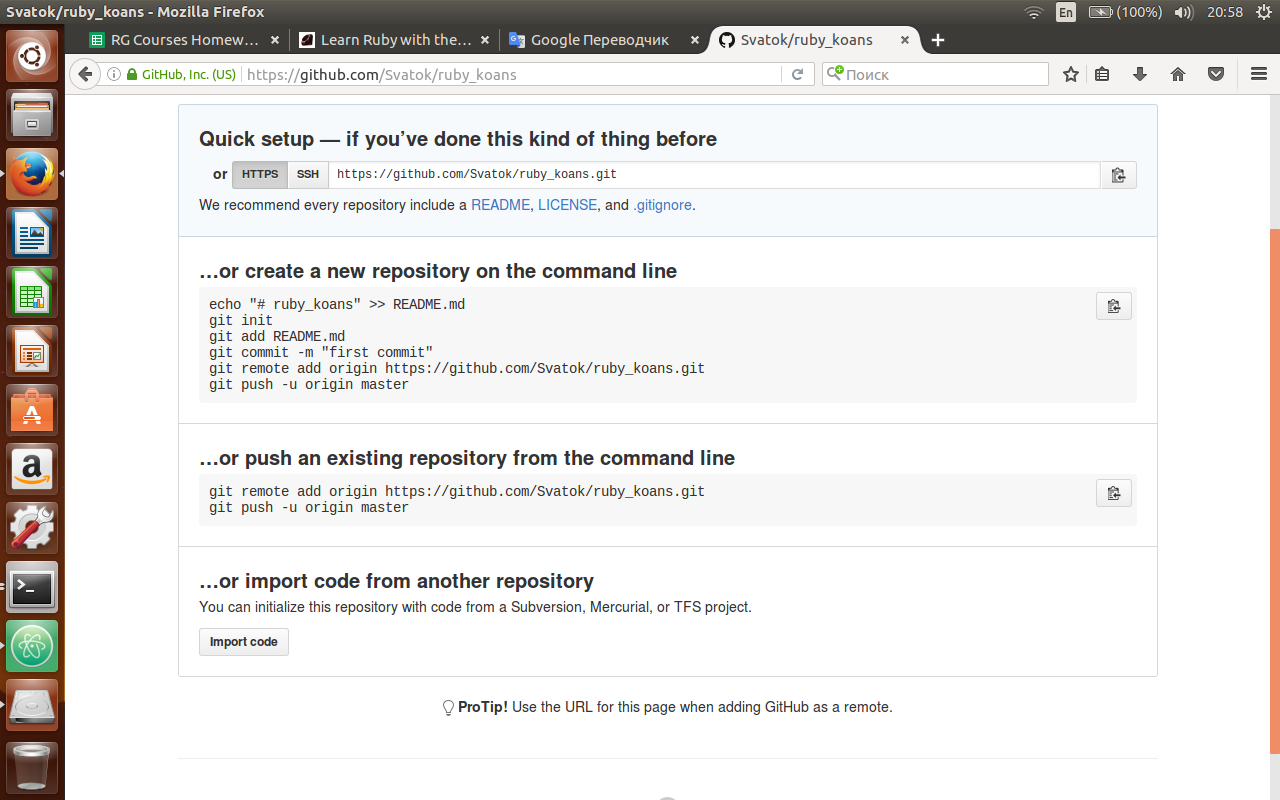 Svatok/ruby_koans - Mozilla Firefox
En
(100%)
20:58
RG Courses Homew...
Learn Ruby with the...
Google Переводчик
Svatok/ruby_koans
GitHub, Inc. (US)
https://github.com/Svatok/ruby_koans
Поиск
Quick setup — if you’ve done this kind of thing before
or HTTPS SSH https://github.com/Svatok/ruby_koans.git
We recommend every repository include a README, LICENSE, and .gitignore.
…or create a new repository on the command line
echo "# ruby_koans" >> README.md
git init
git add README.md
git commit -m "first commit"
git remote add origin https://github.com/Svatok/ruby_koans.git
git push -u origin master
…or push an existing repository from the command line
git remote add origin https://github.com/Svatok/ruby_koans.git
git push -u origin master
…or import code from another repository
You can initialize this repository with code from a Subversion, Mercurial, or TFS project.
Import code
ProTip! Use the URL for this page when adding GitHub as a remote.